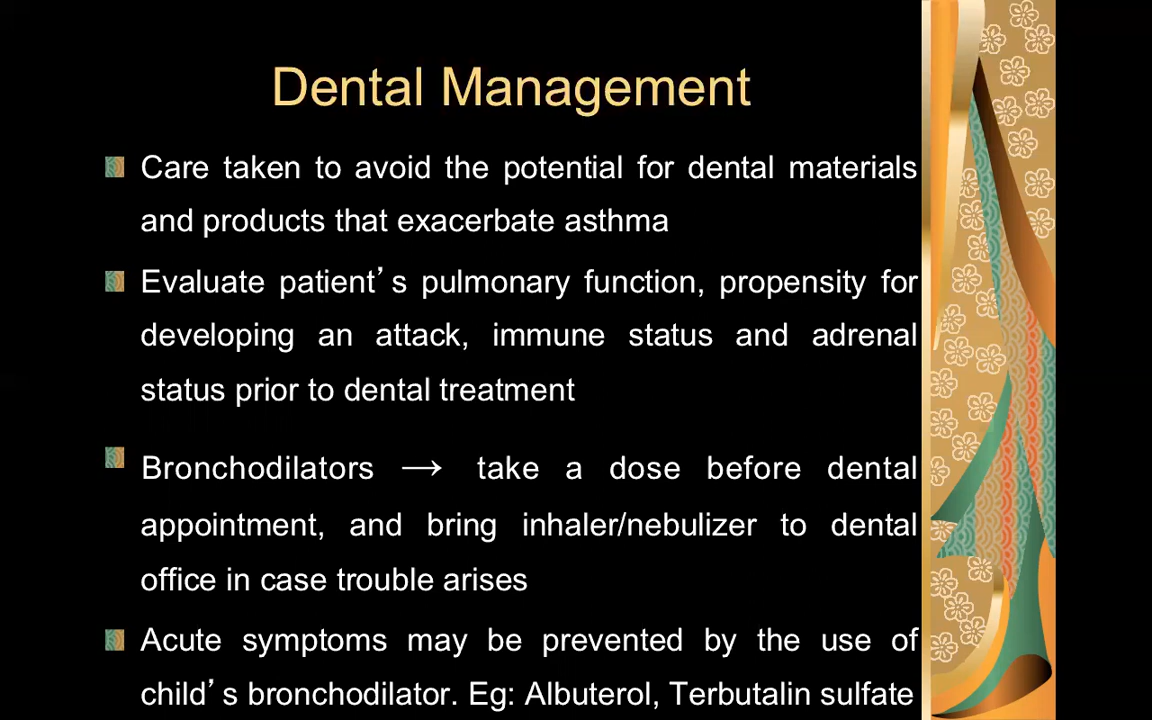 Dental Management
Care taken to avoid the potential for dental materials
and products that exacerbate asthma
Evaluate patient’s pulmonary function, propensity for
developing an attack, immune status and adrenal
status prior to dental treatment
Bronchodilators → take a dose before dental
appointment, and bring inhaler/nebulizer to dental
office in case trouble arises
Acute symptoms may be prevented by the use of
child’s bronchodilator. Eg: Albuterol, Terbutalin sulfate